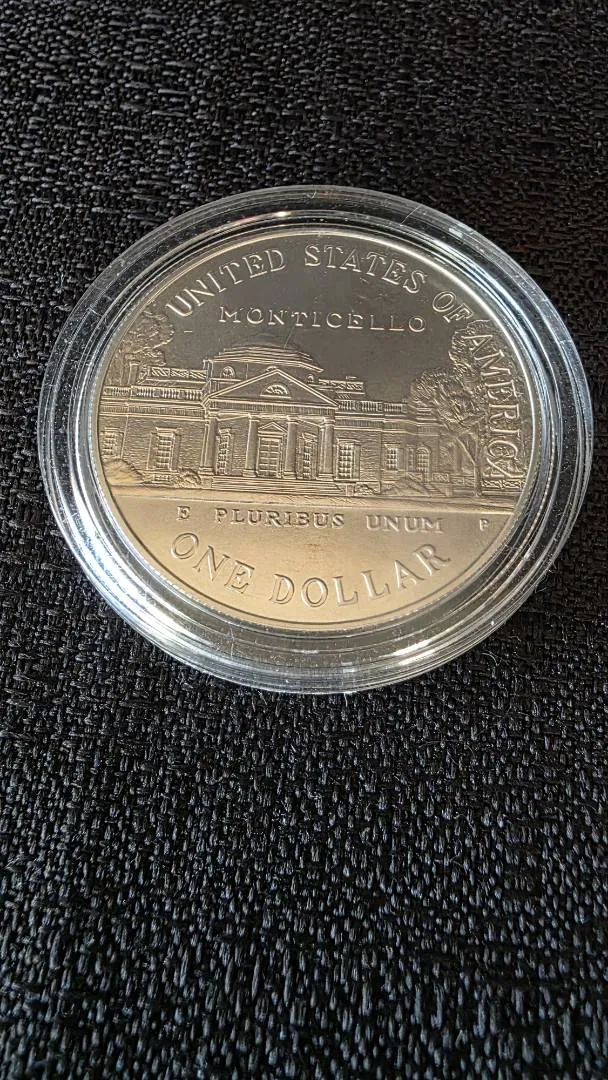 UNITED STATES OF AMERICA
MONTICELLO
E PLURIBUS UNUM P
ONE DOLLAR